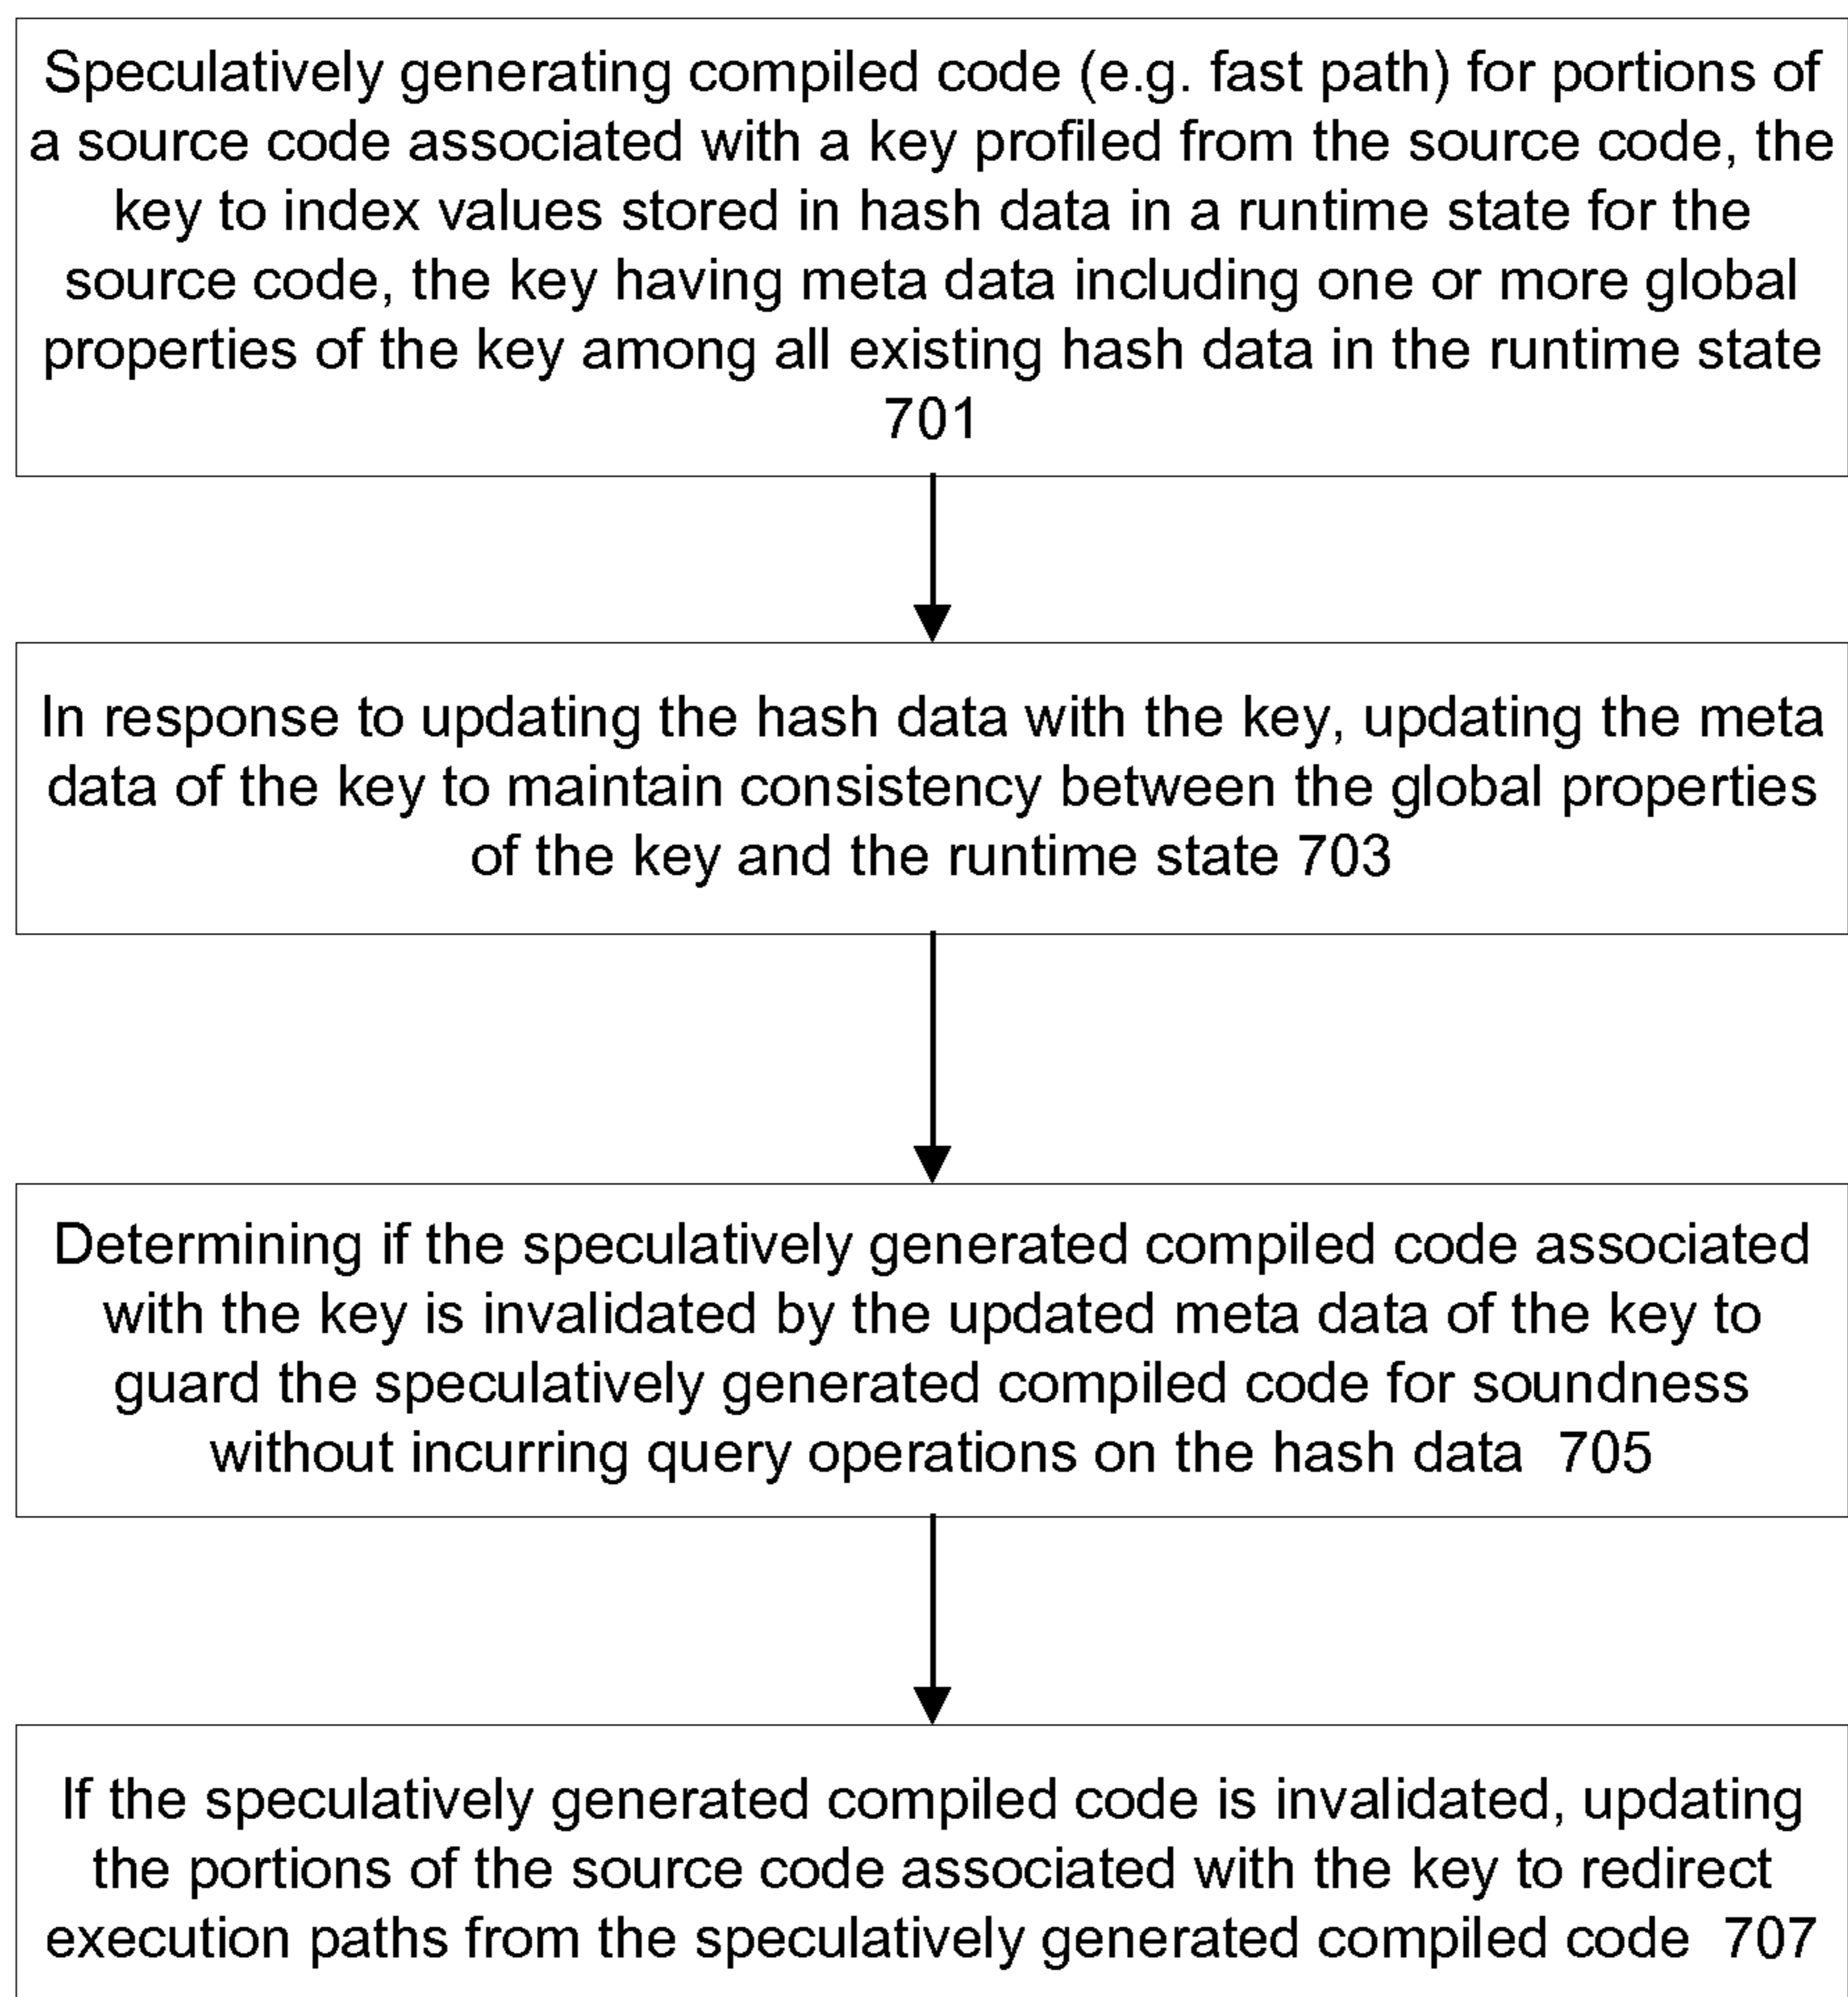 Speculatively generating compiled code (e.g. fast path) for portions of
a source code associated with a key profiled from the source code, the
key to index values stored in hash data in a runtime state for the
source code, the key having meta data including one or more global
properties of the key among all existing hash data in the runtime state
701
In response to updating the hash data with the key, updating the meta
data of the key to maintain consistency between the global properties
of the key and the runtime state 703
Determining if the speculatively generated compiled code associated
with the key is invalidated by the updated meta data of the key to
guard the speculatively generated compiled code for soundness
without incurring query operations on the hash data 705
If the speculatively generated compiled code is invalidated, updating
the portions of the source code associated with the key to redirect
execution paths from the speculatively generated compiled code 707